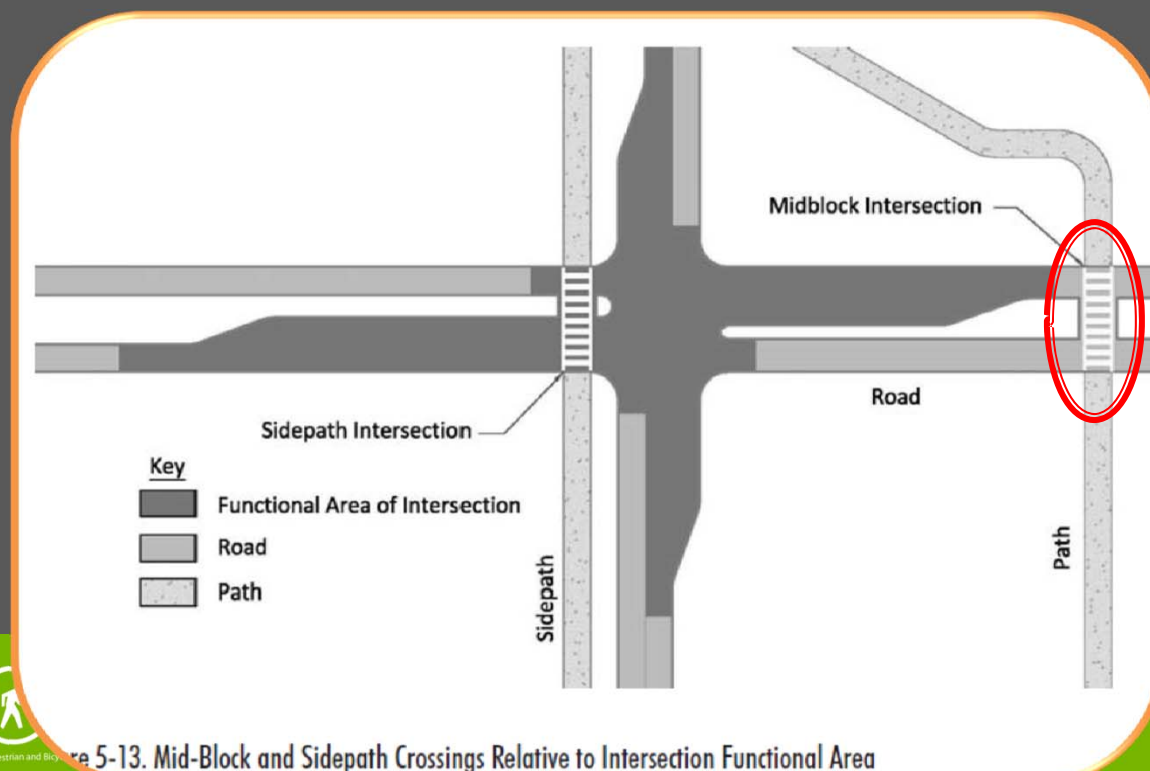 Midblock Intersection
Road
Sidepath Intersection
Key
Functional Area of Intersection
Road
Path
Sidepath
Path
5-13. Mid-Block and Sidepath Crossings Relative to Intersection Functional Area